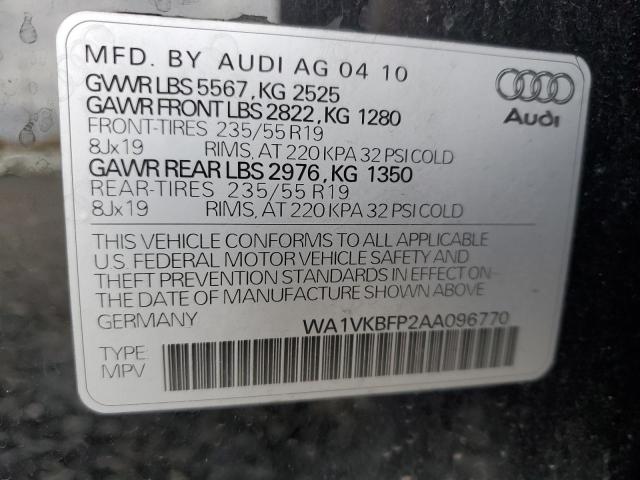 MFD. BY AUDI AG 04 10
GVWR LBS 5567, KG 2525
GAWR FRONT LBS 2822, KG 1280
FRONT-TIRES 235/55 R19
8Jx19 RIMS, AT 220 KPA 32 PSI COLD
GAWR REAR LBS 2976, KG 1350
REAR-TIRES 235/55 R19
8Jx19 RIMS, AT 220 KPA 32 PSI COLD
Audi
THIS VEHICLE CONFORMS TO ALL APPLICABLE
U.S. FEDERAL MOTOR VEHICLE SAFETY AND
THEFT PREVENTION STANDARDS IN EFFECT ON
THE DATE OF MANUFACTURE SHOWN ABOVE
GERMANY WA1VKBFP2AA096770
TYPE:
MPV